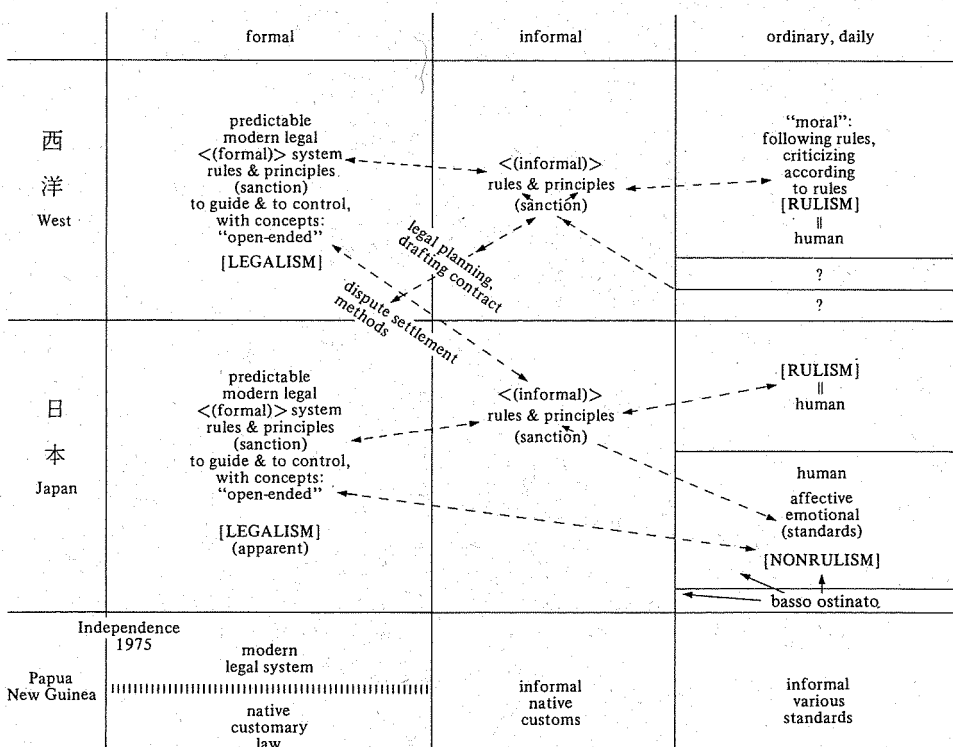 formal
informal
ordinary, daily
西
洋
West
predictable
modern legal
<(formal)> system
rules & principles
(sanction)
to guide & to control,
with concepts:
"open-ended"
[LEGALISM]
<(informal)>
rules & principles
(sanction)
"moral":
following rules,
criticizing
according
to rules
[RULISM]
||
human
?
?
legal planning,
drafting contract
dispute settlement
methods
日
本
Japan
predictable
modern legal
<(formal)> system
rules & principles
(sanction)
to guide & to control,
with concepts:
"open-ended"
[LEGALISM]
(apparent)
<(informal)>
rules & principles
(sanction)
[RULISM]
||
human
human
affective
emotional
(standards)
[NONRULISM]
basso ostinato
Papua
New Guinea
Independence
1975
modern
legal system
native
customary
law
informal
native
customs
informal
various
standards